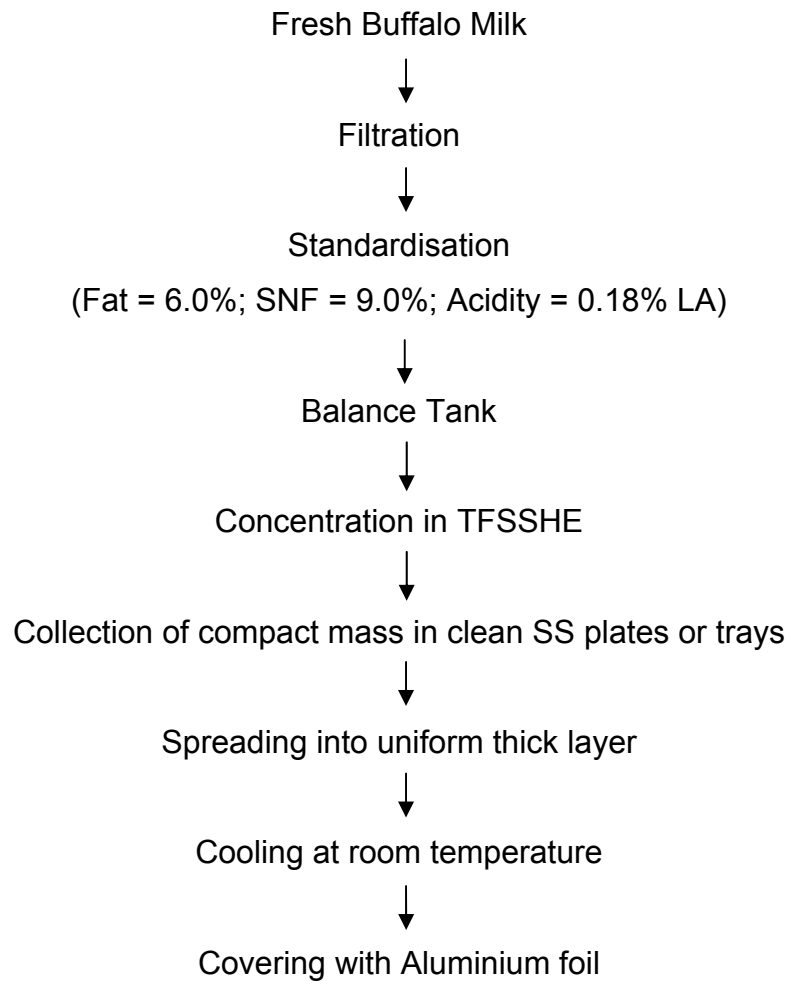 Fresh Buffalo Milk
Filtration
Standardisation
(Fat = 6.0%; SNF = 9.0%; Acidity = 0.18% LA)
Balance Tank
Concentration in TFSSHE
Collection of compact mass in clean SS plates or trays
Spreading into uniform thick layer
Cooling at room temperature
Covering with Aluminium foil